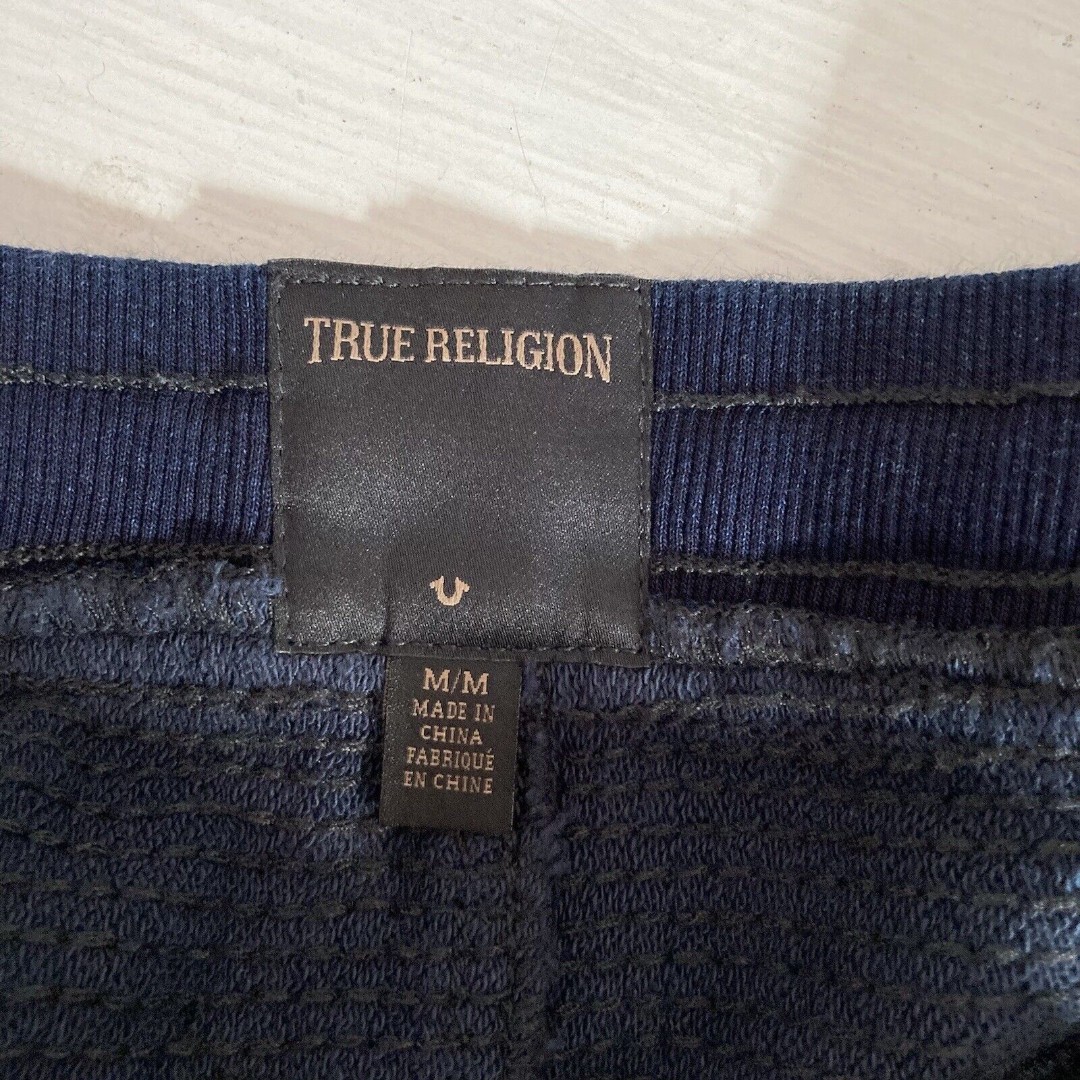 TRUE RELIGION
M/M
MADE IN
CHINA
FABRIQUÉ
EN CHINE